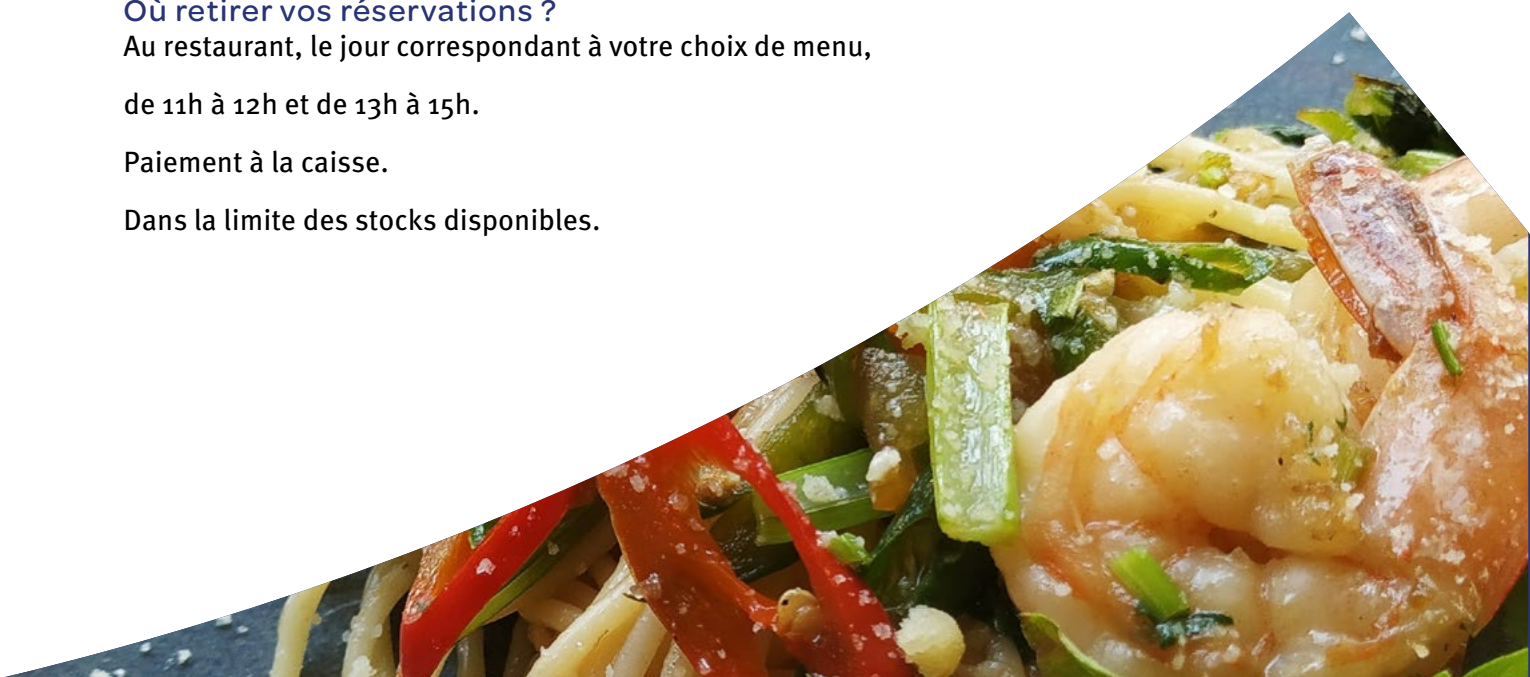 Où retirer vos réservations ?
Au restaurant, le jour correspondant à votre choix de menu,
de 11h à 12h et de 13h à 15h.
Paiement à la caisse.
Dans la limite des stocks disponibles.